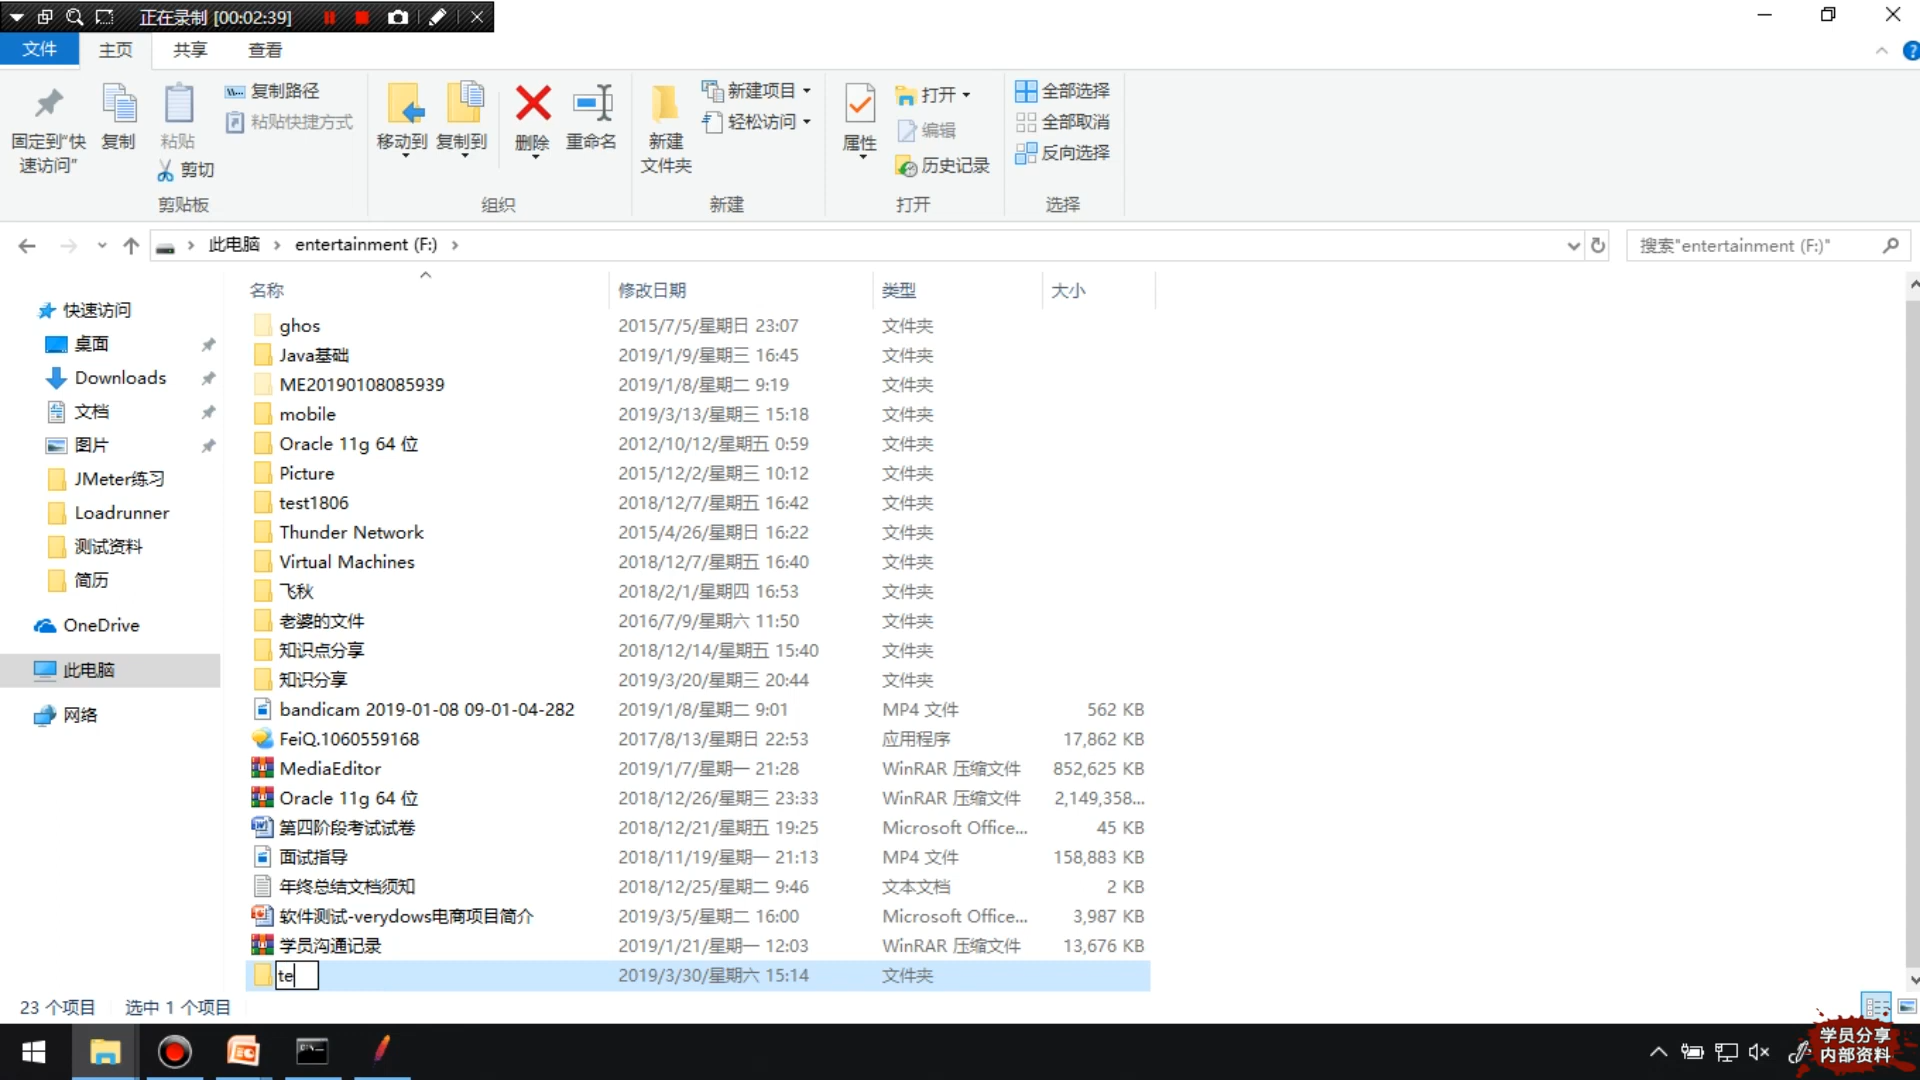 正在录制 [00:02:39]
文件 主页 共享 查看
固定到"快速访问"
复制
粘贴
复制路径
粘贴快捷方式
剪切
剪贴板
移动到 复制到 删除 重命名
组织
新建文件夹
新建项目
轻松访问
新建
属性
打开
编辑
历史记录
打开
全部选择
全部取消
反向选择
选择
此电脑 entertainment (F:)
搜索"entertainment (F:)"
快速访问
桌面
Downloads
文档
图片
JMeter练习
Loadrunner
测试资料
简历
OneDrive
此电脑
网络
名称 修改日期 类型 大小
ghos 2015/7/5/星期日 23:07 文件夹
Java基础 2019/1/9/星期三 16:45 文件夹
ME20190108085939 2019/1/8/星期二 9:19 文件夹
mobile 2019/3/13/星期三 15:18 文件夹
Oracle 11g 64 位 2012/10/12/星期五 0:59 文件夹
Picture 2015/12/2/星期三 10:12 文件夹
test1806 2018/12/7/星期五 16:42 文件夹
Thunder Network 2015/4/26/星期日 16:22 文件夹
Virtual Machines 2018/12/7/星期五 16:40 文件夹
飞秋 2018/2/1/星期四 16:53 文件夹
老婆的文件 2016/7/9/星期六 11:50 文件夹
知识点分享 2018/12/14/星期五 15:40 文件夹
知识分享 2019/3/20/星期三 20:44 文件夹
bandicam 2019-01-08 09-01-04-282 2019/1/8/星期二 9:01 MP4 文件 562 KB
FeiQ.1060559168 2017/8/13/星期日 22:53 应用程序 17,862 KB
MediaEditor 2019/1/7/星期一 21:28 WinRAR 压缩文件 852,625 KB
Oracle 11g 64 位 2018/12/26/星期三 23:33 WinRAR 压缩文件 2,149,358...
第四阶段考试试卷 2018/12/21/星期五 19:25 Microsoft Office... 45 KB
面试指导 2018/11/19/星期一 21:13 MP4 文件 158,883 KB
年终总结文档须知 2018/12/25/星期二 9:46 文本文档 2 KB
软件测试-verydows电商项目简介 2019/3/5/星期二 16:00 Microsoft Office... 3,987 KB
学员沟通记录 2019/1/21/星期一 12:03 WinRAR 压缩文件 13,676 KB
te 2019/3/30/星期六 15:14 文件夹
23 个项目 选中 1 个项目
学员分享
内部资料